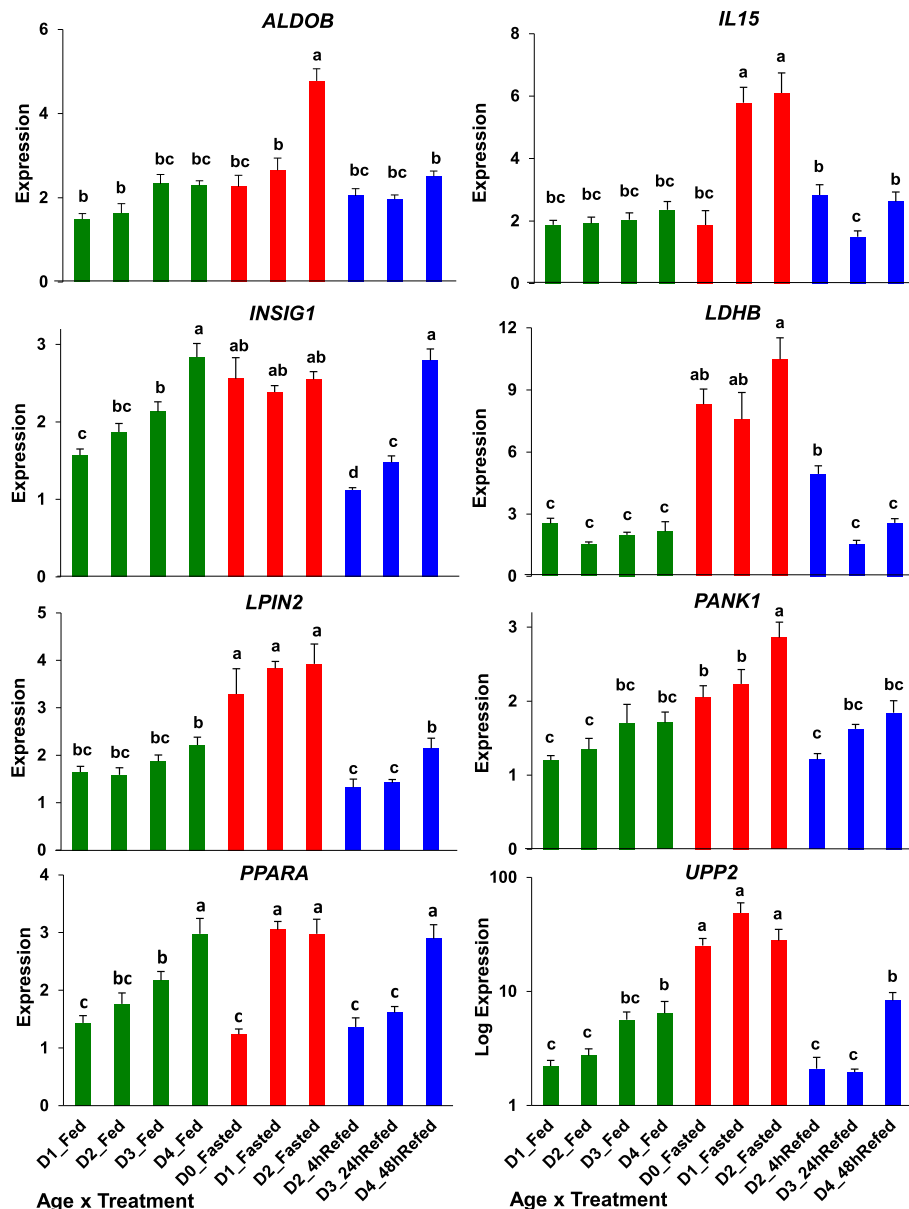 ALDOB
Expression
6
4
2
0
b
b
bc
bc
bc
b
a
bc
bc
b
IL15
Expression
8
6
4
2
0
bc
bc
bc
bc
bc
a
a
b
c
b
INSIG1
Expression
3
2
1
0
c
bc
b
a
ab
ab
ab
d
c
a
LDHB
Expression
12
9
6
3
0
c
c
c
c
ab
ab
a
b
c
c
LPIN2
Expression
5
4
3
2
1
0
bc
bc
bc
b
a
a
a
c
c
b
PANK1
Expression
3
2
1
0
c
c
bc
bc
b
b
a
c
bc
bc
PPARA
Expression
4
3
2
1
0
c
bc
b
a
c
a
a
c
c
a
D1_Fed
D2_Fed
D3_Fed
D4_Fed
D0_Fasted
D1_Fasted
D2_Fasted
D2_4hRefed
D3_24hRefed
D4_48hRefed
Age x Treatment
UPP2
Log Expression
100
10
1
c
c
bc
c
a
a
a
c
c
b
D1_Fed
D2_Fed
D3_Fed
D4_Fed
D0_Fasted
D1_Fasted
D2_Fasted
D2_4hRefed
D3_24hRefed
D4_48hRefed
Age x Treatment